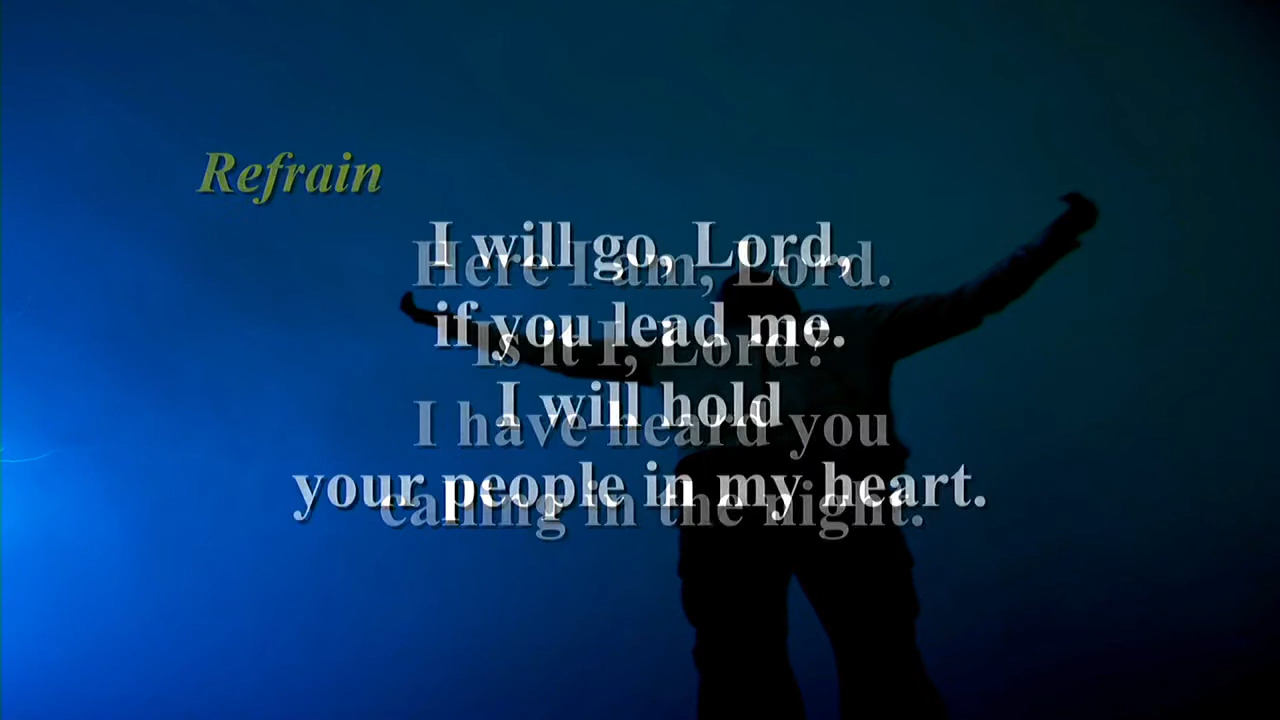 Refrain
I will go, Lord,
Here I am, Lord.
if you lead me.
Is it I, Lord?
I will hold
I have heard you
your people in my heart.
calling in the night.